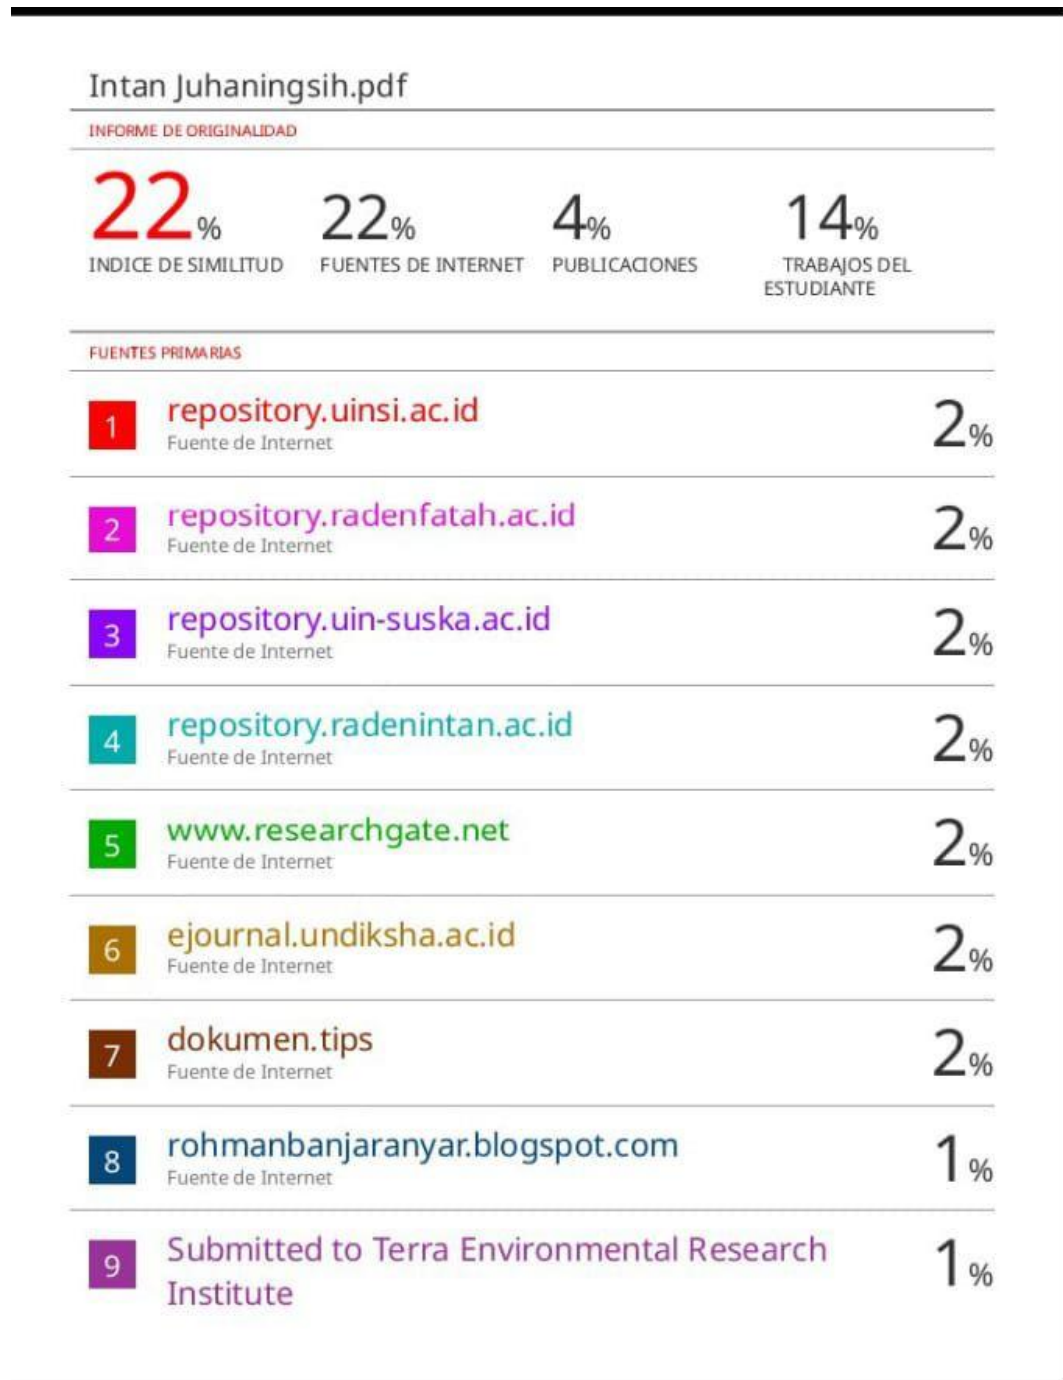 Intan Juhaningsih.pdf
INFORME DE ORIGINALIDAD
22% 22% 4% 14%
INDICE DE SIMILITUD FUENTES DE INTERNET PUBLICACIONES TRABAJOS DEL
ESTUDIANTE
FUENTES PRIMARIAS
1 repository.uinsi.ac.id 2%
Fuente de Internet
2 repository.radenfatah.ac.id 2%
Fuente de Internet
3 repository.uin-suska.ac.id 2%
Fuente de Internet
4 repository.radenintan.ac.id 2%
Fuente de Internet
5 www.researchgate.net 2%
Fuente de Internet
6 ejournal.undiksha.ac.id 2%
Fuente de Internet
7 dokumen.tips 2%
Fuente de Internet
8 rohmanbanjaranyar.blogspot.com 1%
Fuente de Internet
9 Submitted to Terra Environmental Research 1%
Institute